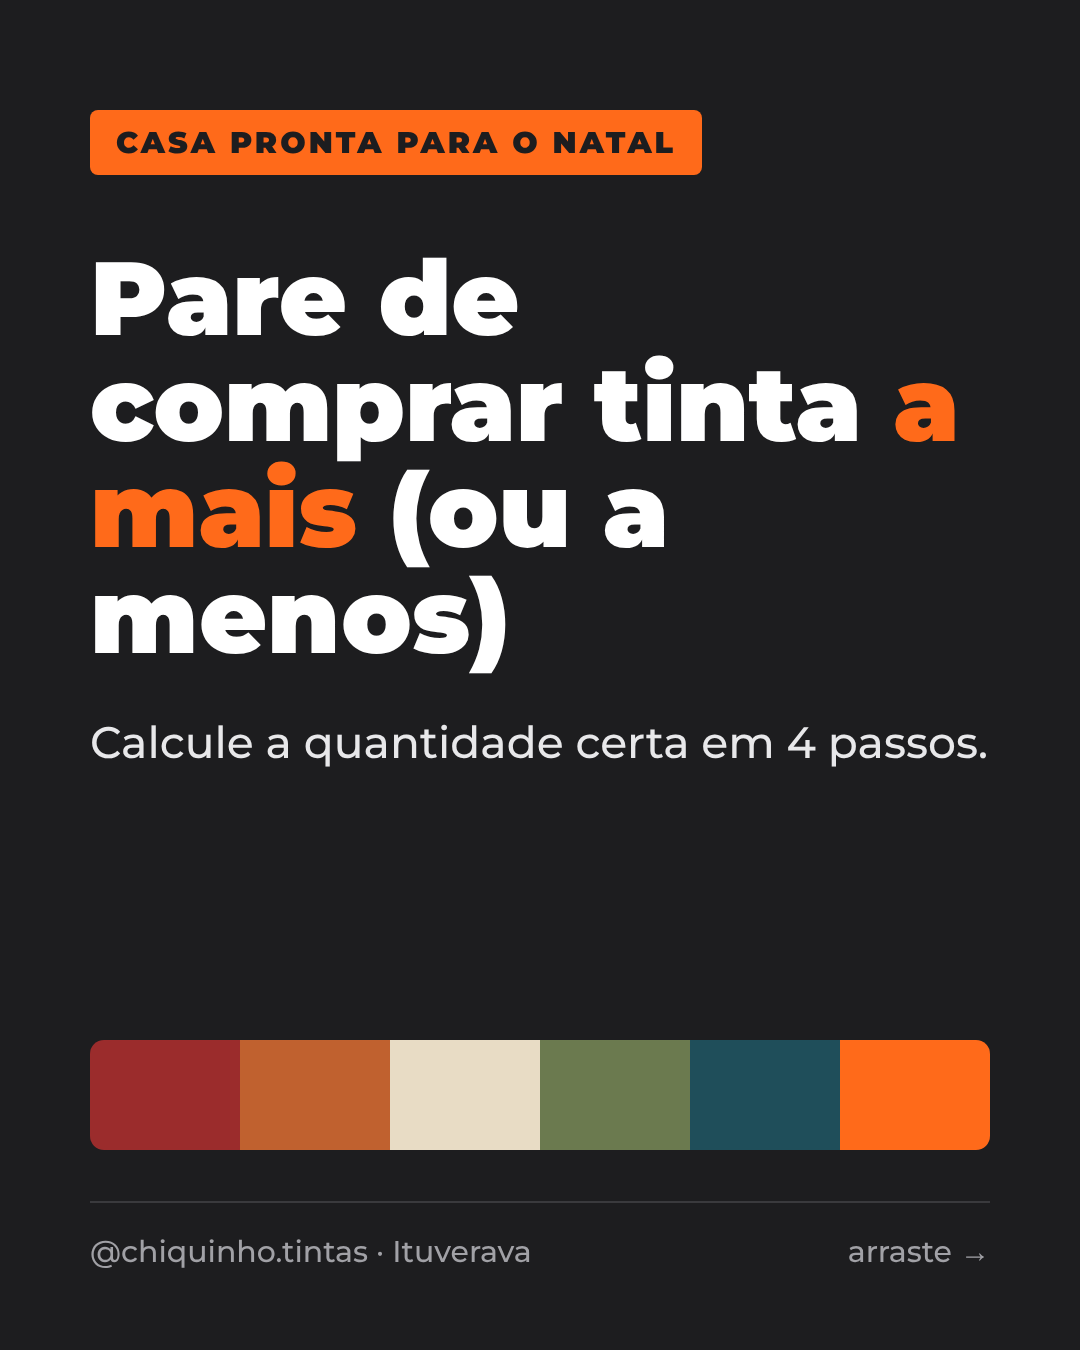 CASA PRONTA PARA O NATAL
Pare de
comprar tinta a
mais (ou a
menos)
Calcule a quantidade certa em 4 passos.
@chiquinho.tintas · Ituverava
arraste →